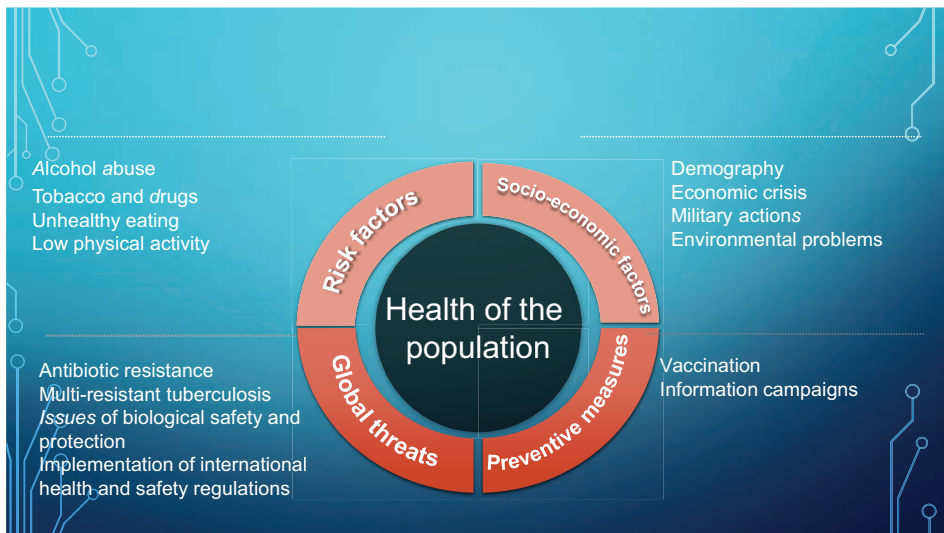 Alcohol abuse
Tobacco and drugs
Unhealthy eating
Low physical activity
Risk factors
Socio-economic factors
Demography
Economic crisis
Military actions
Environmental problems
Health of the
population
Antibiotic resistance
Multi-resistant tuberculosis
Issues of biological safety and
protection
Implementation of international
health and safety regulations
Global threats
Preventive measures
Vaccination
Information campaigns